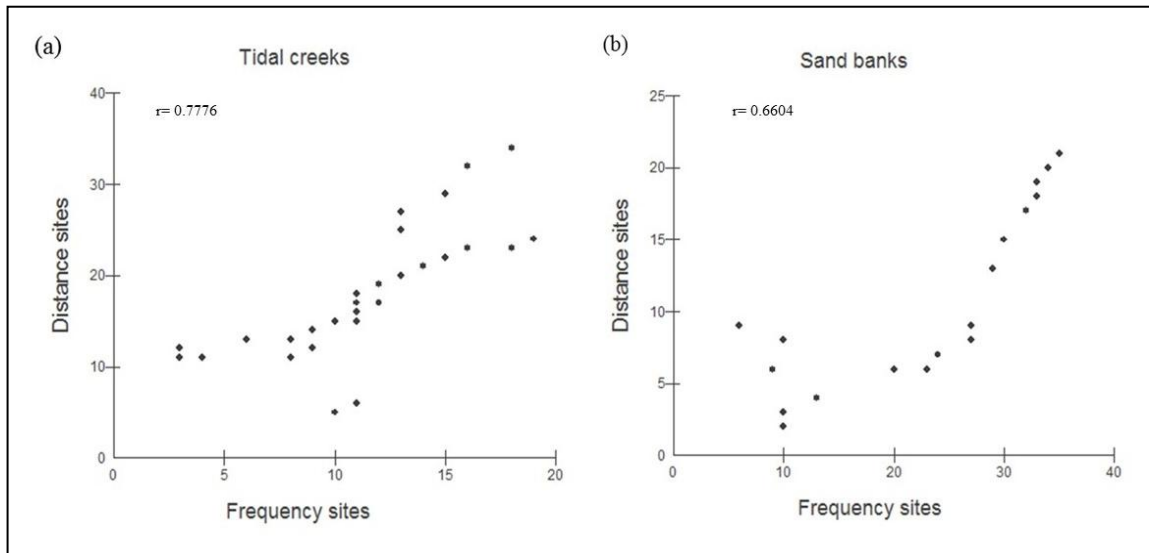 (a)
Tidal creeks
r= 0.7776
40
30
20
10
0
Distance sites
0 5 10 15 20
Frequency sites
(b)
Sand banks
r= 0.6604
25
20
15
10
5
0
Distance sites
0 10 20 30 40
Frequency sites